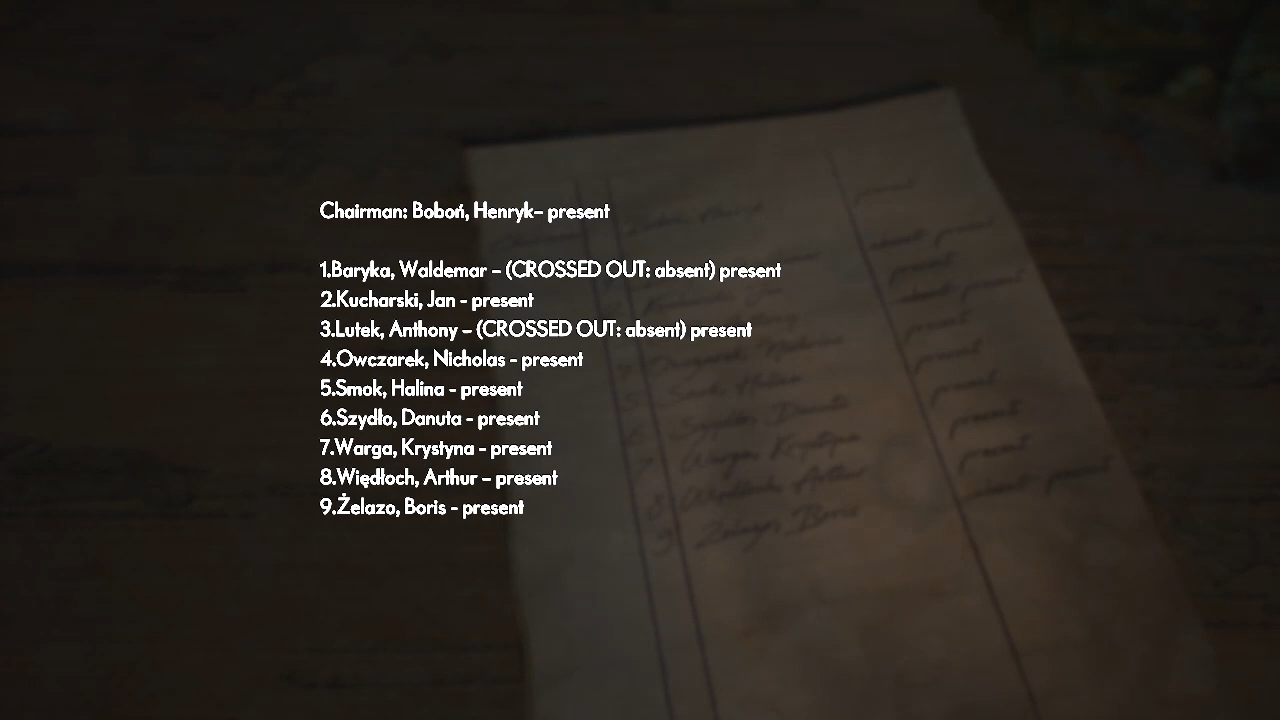 Chairman: Boboń, Henryk– present
1.Baryka, Waldemar – (CROSSED OUT: absent) present
2.Kucharski, Jan - present
3.Lutek, Anthony – (CROSSED OUT: absent) present
4.Owczarek, Nicholas - present
5.Smok, Halina - present
6.Szydło, Danuta - present
7.Warga, Krystyna - present
8.Więdłoch, Arthur – present
9.Żelazo, Boris - present